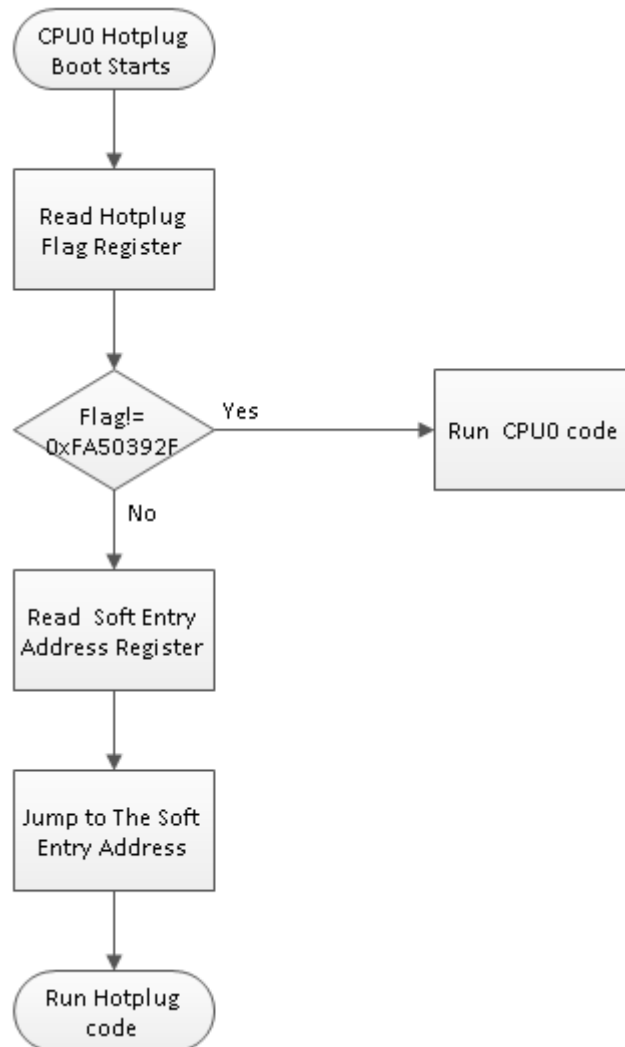 CPU0 Hotplug
Boot Starts
Read Hotplug
Flag Register
Flag!=
0xFA50392F
Yes
Run CPU0 code
No
Read Soft Entry
Address Register
Jump to The Soft
Entry Address
Run Hotplug
code